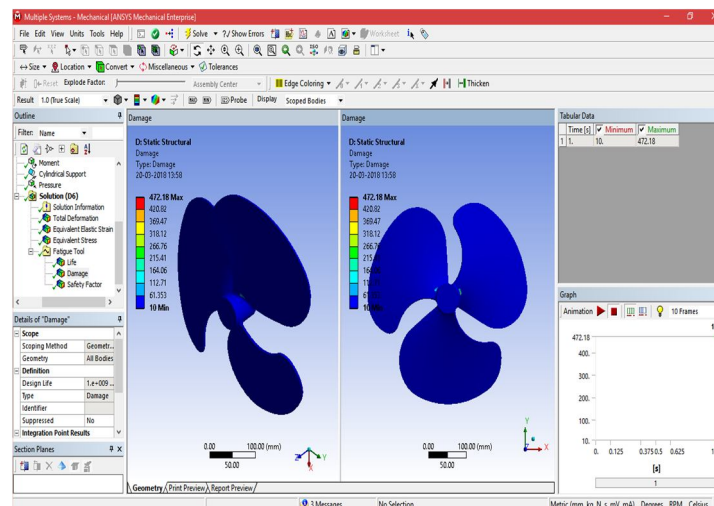 Multiple Systems - Mechanical [ANSYS Mechanical Enterprise]
File Edit View Units Tools Help Solve ?/ Show Errors Worksheet
Size Location Convert Miscellaneous Tolerances
Reset Explode Factor: Assembly Center Edge Coloring Thicken
Result 1.0 (True Scale) Probe Display Scoped Bodies
Outline
Filter: Name
Moment
Cylindrical Support
Pressure
Solution (D6)
Solution Information
Total Deformation
Equivalent Elastic Strain
Equivalent Stress
Fatigue Tool
Life
Damage
Safety Factor
Details of "Damage"
Scope
Scoping Method Geometr...
Geometry All Bodies
Definition
Design Life 1.e+009 ...
Type Damage
Identifier
Suppressed No
Integration Point Results
Section Planes
Damage
D: Static Structural
Damage
Type: Damage
20-03-2018 13:58
472.18 Max
420.82
369.47
318.12
266.76
215.41
164.06
112.71
61.353
10 Min
0.00 100.00 (mm)
50.00
Z Y X
Damage
D: Static Structural
Damage
Type: Damage
20-03-2018 13:58
472.18 Max
420.82
369.47
318.12
266.76
215.41
164.06
112.71
10 Min
0.00 100.00 (mm)
50.00
Y
Z X
Geometry Print Preview Report Preview
Tabular Data
Time [s] Minimum Maximum
1 1. 10. 472.18
Graph
Animation 10 Frames
472.18
400.
300.
200.
100.
10.
0. 0.125 0.375 0.5 0.625
[s]
1
3 Messages No Selection Metric (mm, kg, N, s, mV, mA) Degrees RPM Celsius